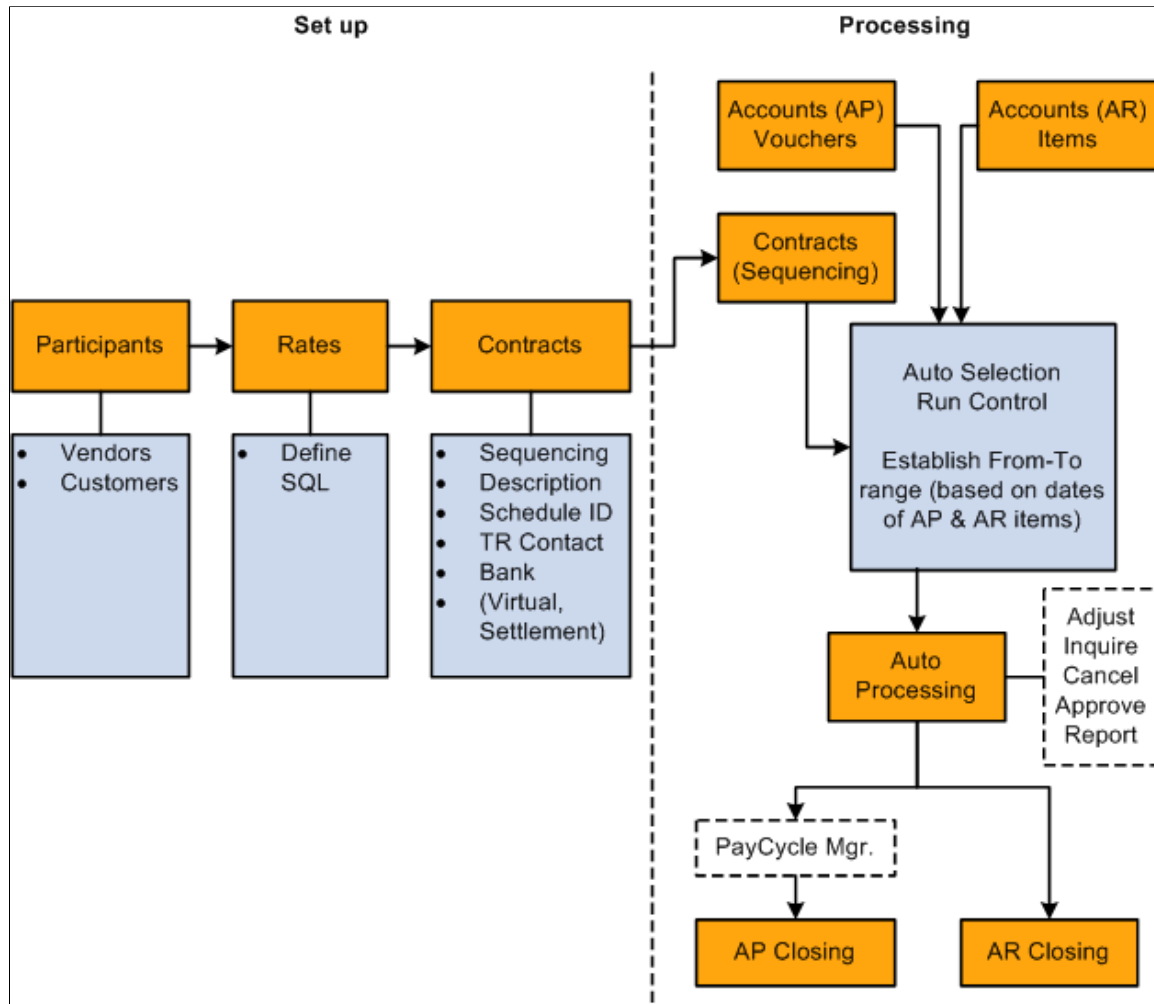 Set up
Processing
Accounts (AP)
Vouchers
Accounts (AR)
Items
Contracts
(Sequencing)
Participants
Rates
Contracts
• Vendors
• Customers
• Define
SQL
• Sequencing
• Description
• Schedule ID
• TR Contact
• Bank
• (Virtual,
Settlement)
Auto Selection
Run Control
Establish From-To
range (based on dates
of AP & AR items)
Auto
Processing
Adjust
Inquire
Cancel
Approve
Report
PayCycle Mgr.
AP Closing
AR Closing